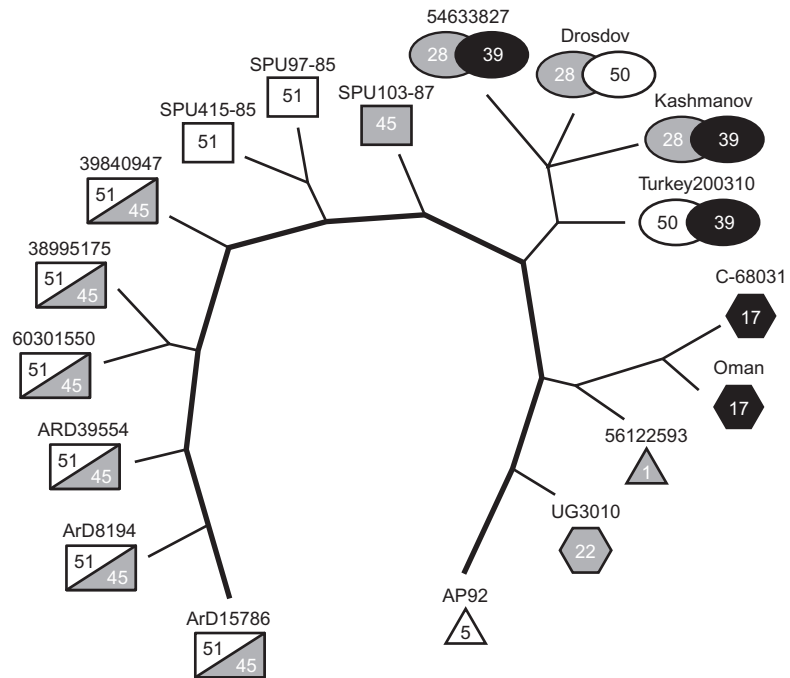 54633827
28 39
Drosdov
28 50
SPU97-85
51
SPU103-87
45
Kashmanov
28 39
SPU415-85
51
39840947
51 45
Turkey200310
50 39
38995175
51 45
C-68031
17
60301550
51 45
Oman
17
ARD39554
51 45
56122593
1
UG3010
22
ArD8194
51 45
AP92
5
ArD15786
51 45